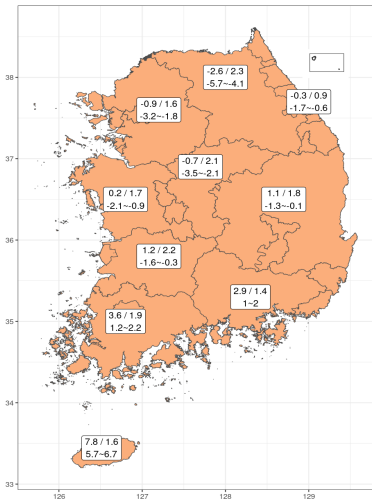 38
37
36
35
34
33
-2.6 / 2.3
-5.7~-4.1
-0.3 / 0.9
-1.7~-0.6
-0.9 / 1.6
-3.2~-1.8
-0.7 / 2.1
-3.5~-2.1
0.2 / 1.7
-2.1~-0.9
1.1 / 1.8
-1.3~-0.1
1.2 / 2.2
-1.6~-0.3
2.9 / 1.4
1~2
3.6 / 1.9
1.2~2.2
7.8 / 1.6
5.7~6.7
126 127 128 129